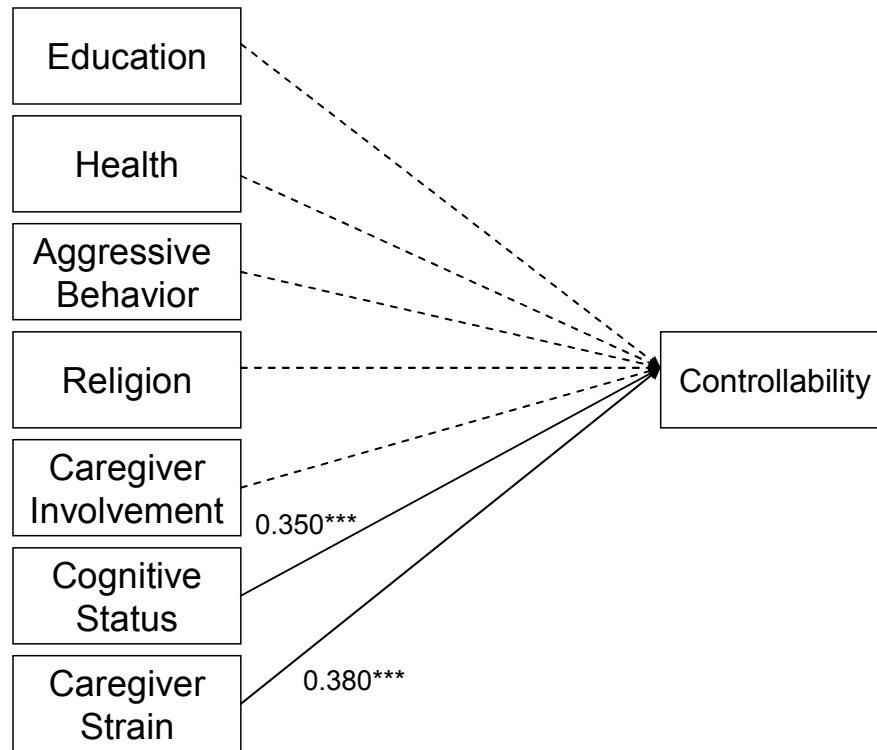 Education
Health
Aggressive
Behavior
Religion
Controllability
Caregiver
Involvement
0.350***
Cognitive
Status
Caregiver
Strain
0.380***